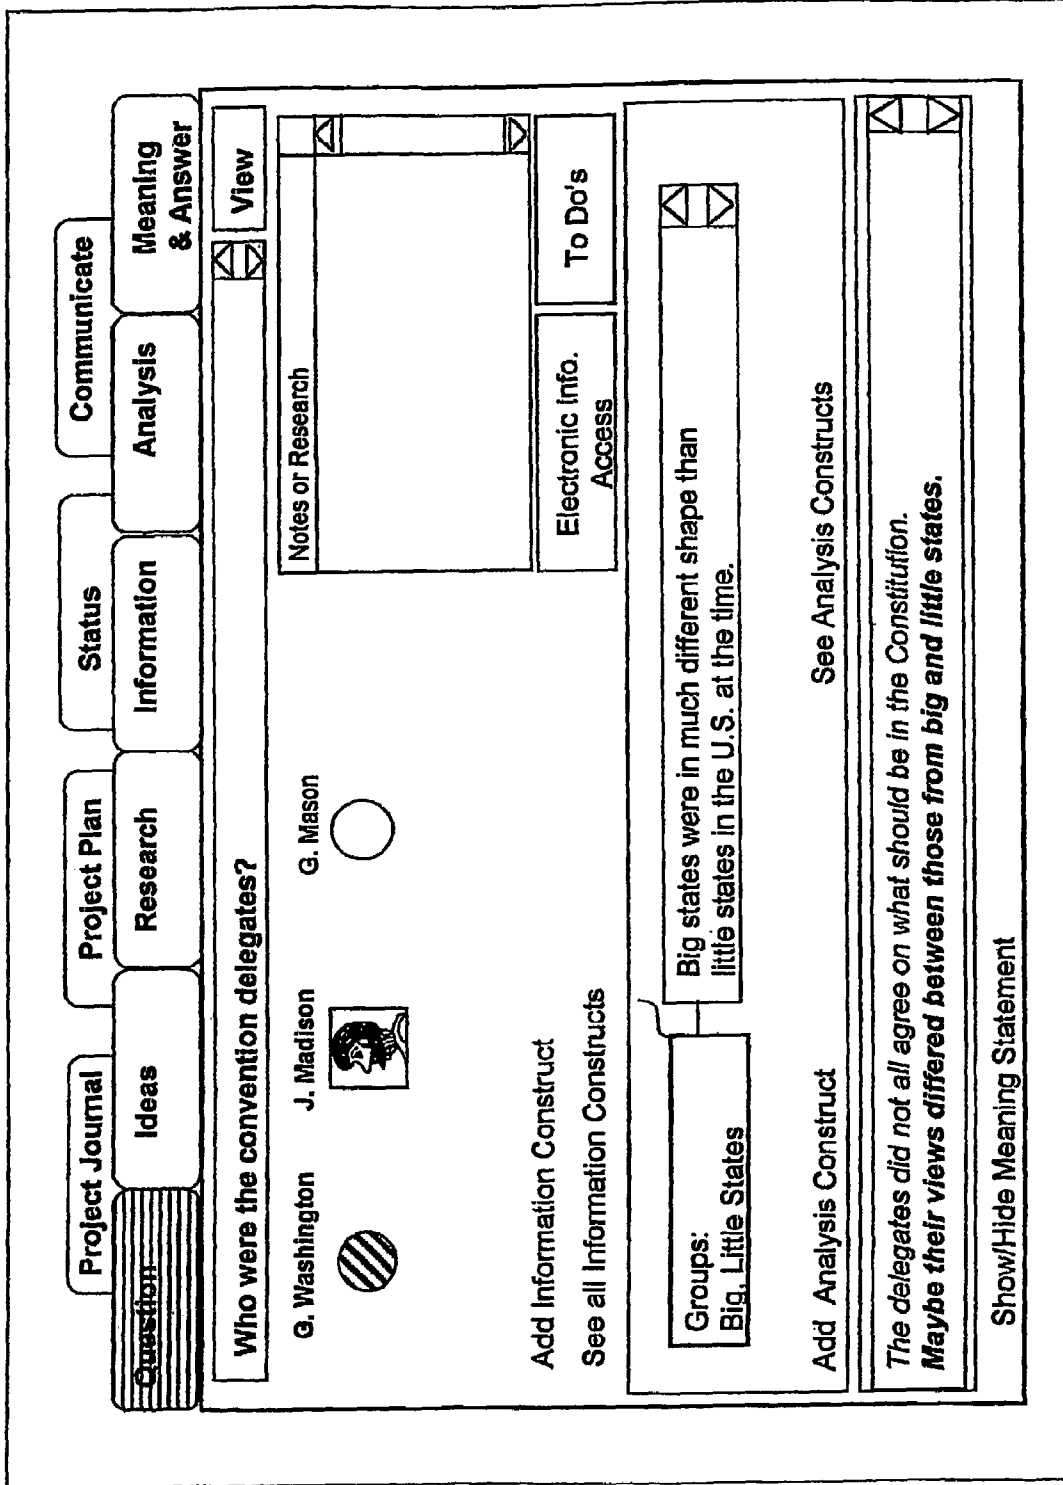 Project Journal
Project Plan
Status
Communicate
Question
Ideas
Research
Information
Analysis
Meaning
& Answer
Who were the convention delegates?
View
G. Washington
J. Madison
G. Mason
Notes or Research
Add Information Construct
See all Information Constructs
Electronic Info.
Access
To Do's
Groups:
Big, Little States
Big states were in much different shape than
little states in the U.S. at the time.
Add Analysis Construct
See Analysis Constructs
The delegates did not all agree on what should be in the Constitution.
Maybe their views differed between those from big and little states.
Show/Hide Meaning Statement